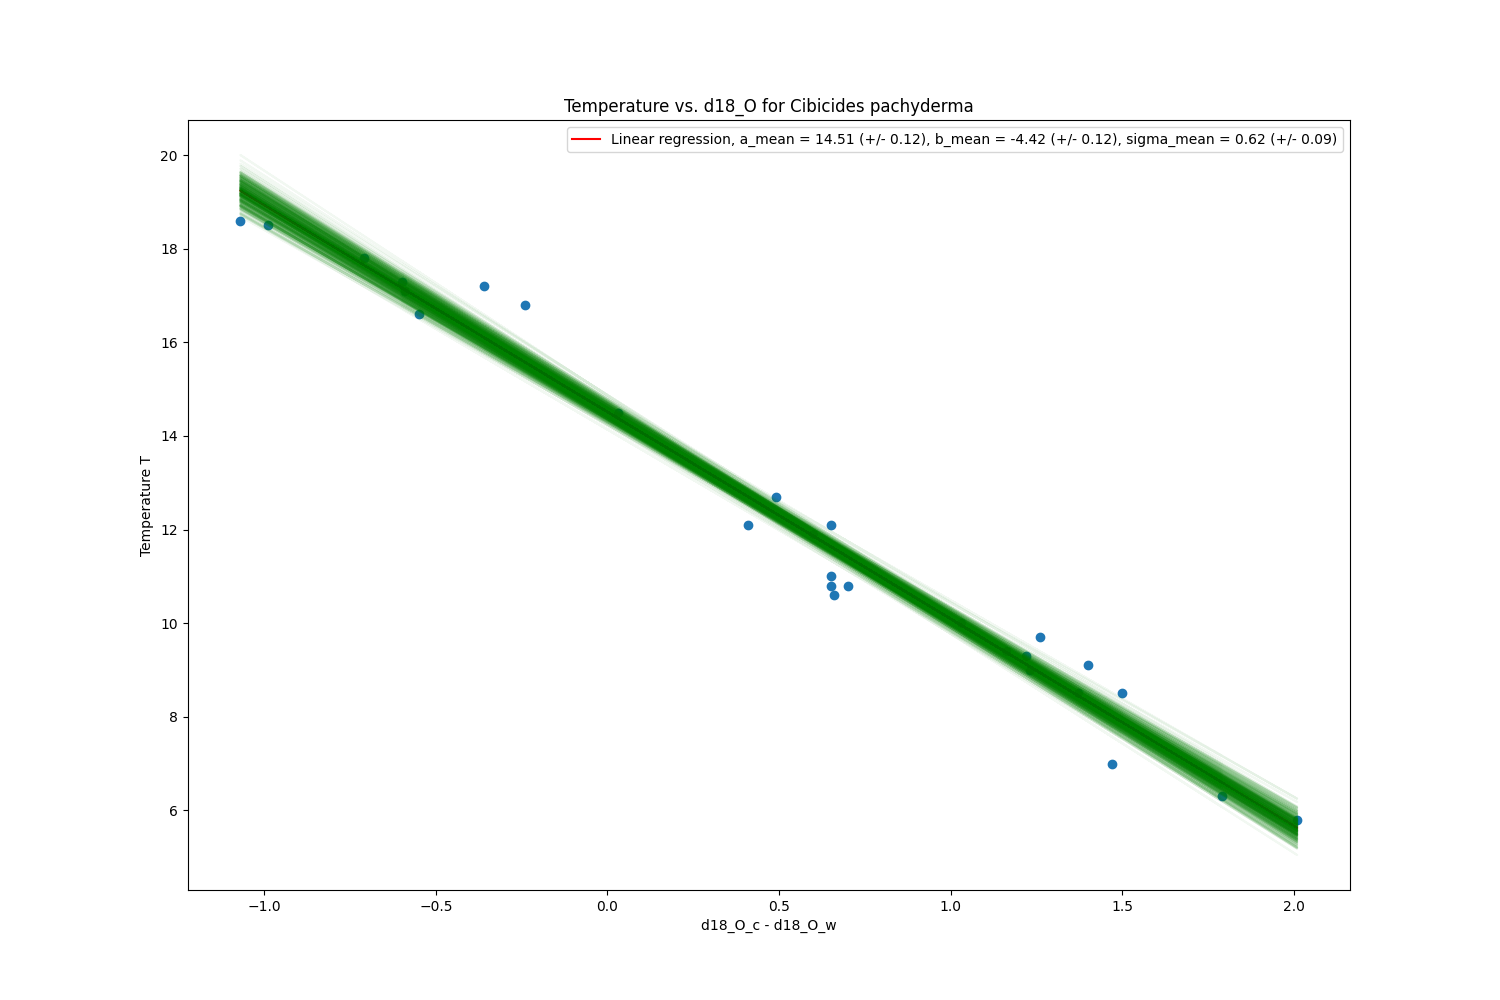 Temperature vs. d18_O for Cibicides pachyderma
Linear regression, a_mean = 14.51 (+/- 0.12), b_mean = -4.42 (+/- 0.12), sigma_mean = 0.62 (+/- 0.09)
20
18
16
14
12
10
8
6
Temperature T
−1.0 −0.5 0.0 0.5 1.0 1.5 2.0
d18_O_c - d18_O_w